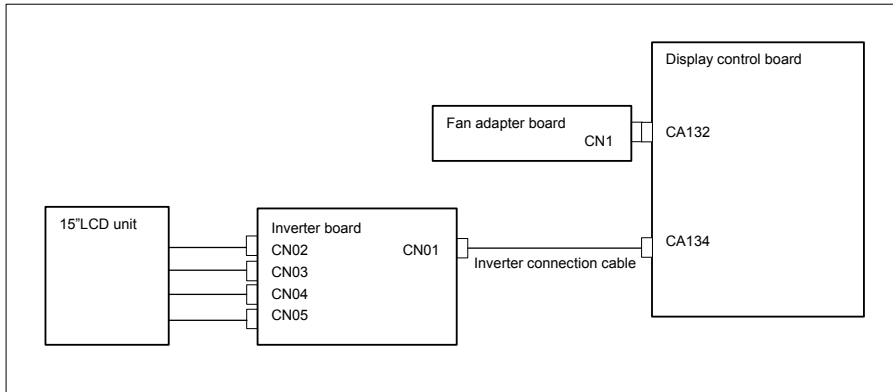 Display control board
Fan adapter board
CN1
CA132
15”LCD unit
Inverter board
CN02
CN01
CA134
CN03
Inverter connection cable
CN04
CN05